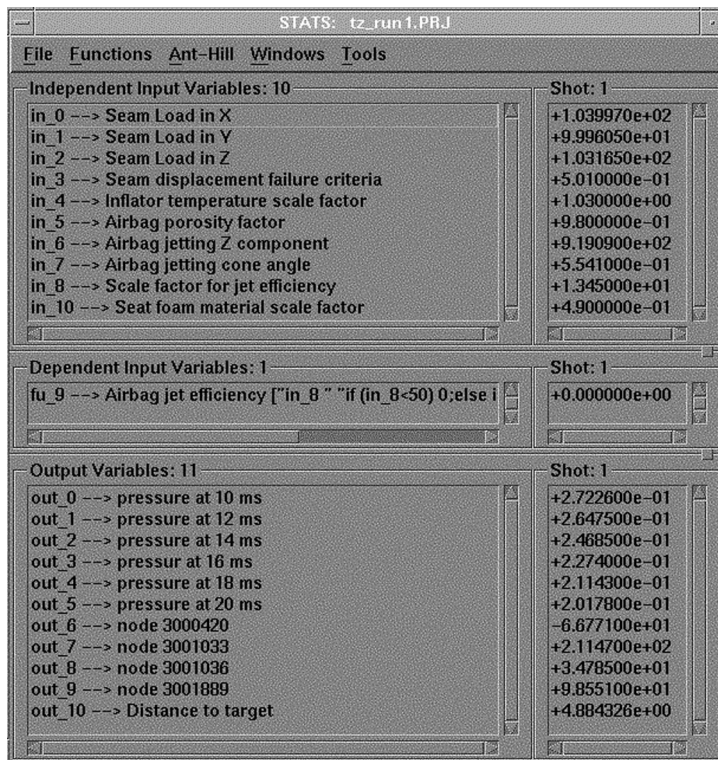 STATS: tz_run1.PRJ
File Functions Ant-Hill Windows Tools
Independent Input Variables: 10 Shot: 1
in_0 --> Seam Load in X +1.039970e+02
in_1 --> Seam Load in Y +9.996050e+01
in_2 --> Seam Load in Z +1.031650e+02
in_3 --> Seam displacement failure criteria +5.010000e-01
in_4 --> Inflator temperature scale factor +1.030000e+00
in_5 --> Airbag porosity factor +9.800000e-01
in_6 --> Airbag jetting Z component +9.190900e+02
in_7 --> Airbag jetting cone angle +5.541000e-01
in_8 --> Scale factor for jet efficiency +1.345000e+01
in_10 --> Seat foam material scale factor +4.900000e-01
Dependent Input Variables: 1 Shot: 1
fu_9 --> Airbag jet efficiency ["in_8 " "if (in_8<50) 0;else i +0.000000e+00
Output Variables: 11 Shot: 1
out_0 --> pressure at 10 ms +2.722600e-01
out_1 --> pressure at 12 ms +2.647500e-01
out_2 --> pressure at 14 ms +2.468500e-01
out_3 --> pressur at 16 ms +2.274000e-01
out_4 --> pressure at 18 ms +2.114300e-01
out_5 --> pressure at 20 ms +2.017800e-01
out_6 --> node 3000420 -6.677100e+01
out_7 --> node 3001033 +2.114700e+02
out_8 --> node 3001036 +3.478500e+01
out_9 --> node 3001889 +9.855100e+01
out_10 --> Distance to target +4.884326e+00